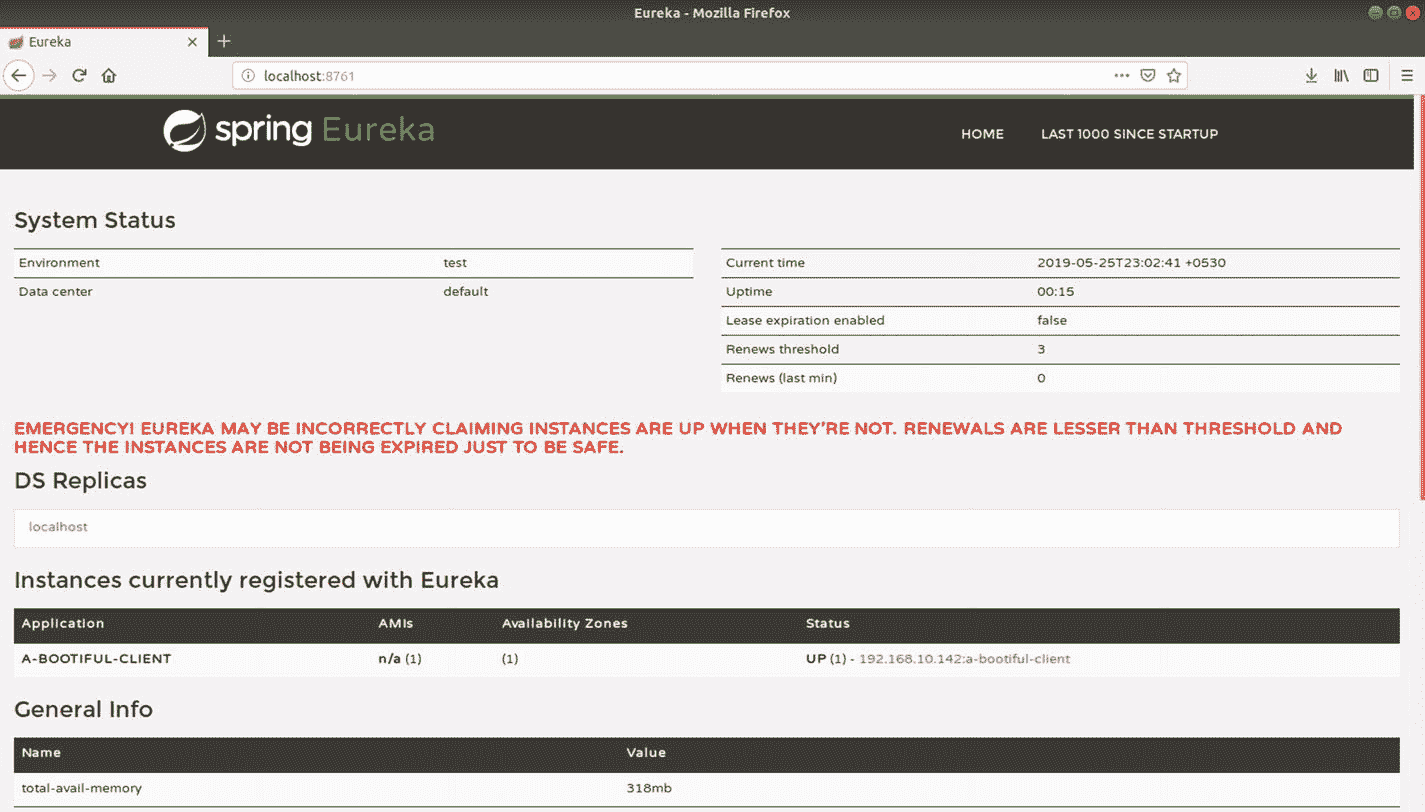 Eureka - Mozilla Firefox
Eureka
localhost:8761
spring Eureka
HOME LAST 1000 SINCE STARTUP
System Status
Environment test
Data center default
Current time 2019-05-25T23:02:41 +0530
Uptime 00:15
Lease expiration enabled false
Renews threshold 3
Renews (last min) 0
EMERGENCY! EUREKA MAY BE INCORRECTLY CLAIMING INSTANCES ARE UP WHEN THEY'RE NOT. RENEWALS ARE LESSER THAN THRESHOLD AND
HENCE THE INSTANCES ARE NOT BEING EXPIRED JUST TO BE SAFE.
DS Replicas
localhost
Instances currently registered with Eureka
Application AMIs Availability Zones Status
A-BOOTIFUL-CLIENT n/a (1) (1) UP (1) - 192.168.10.142:a-bootiful-client
General Info
Name Value
total-avail-memory 318mb